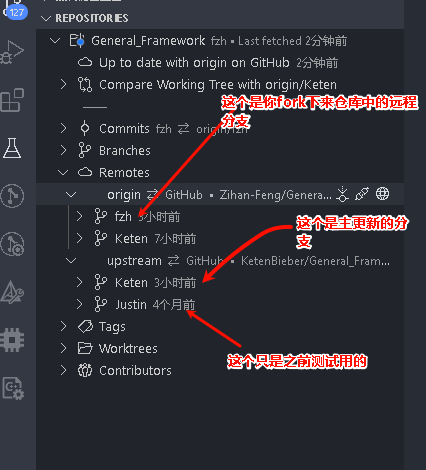 127
REPOSITORIES
General_Framework fzh • Last fetched 2分钟前
Up to date with origin on GitHub 2分钟前
Compare Working Tree with origin/Keten
这个是你fork下来仓库中的远程
分支
Commits fzh ⇄ origin/fzh
Branches
Remotes
origin ⇄ GitHub • Zihan-Feng/Genera...
fzh 3小时前
Keten 7小时前
这个是主更新的分
支
upstream ⇄ GitHub • KetenBieber/General_Fram...
Keten 3小时前
Justin 4个月前
Tags
Worktrees
这个只是之前测试用的
Contributors